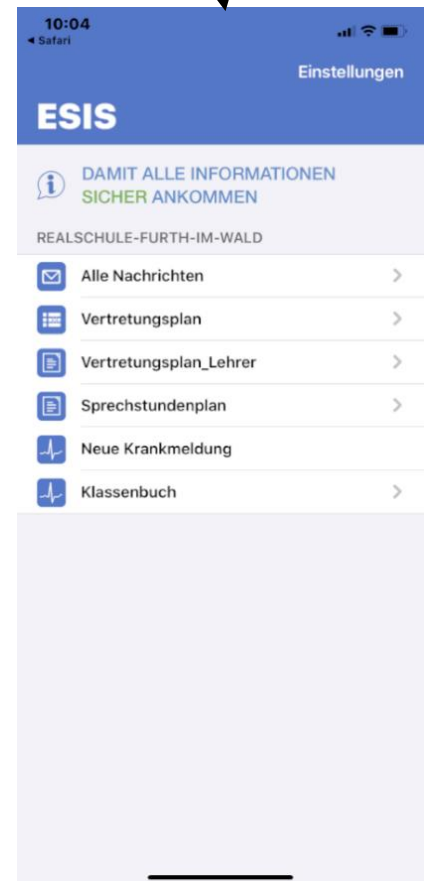 10:04
◀ Safari
Einstellungen
ESIS
DAMIT ALLE INFORMATIONEN
SICHER ANKOMMEN
REALSCHULE-FURTH-IM-WALD
Alle Nachrichten
Vertretungsplan
Vertretungsplan_Lehrer
Sprechstundenplan
Neue Krankmeldung
Klassenbuch